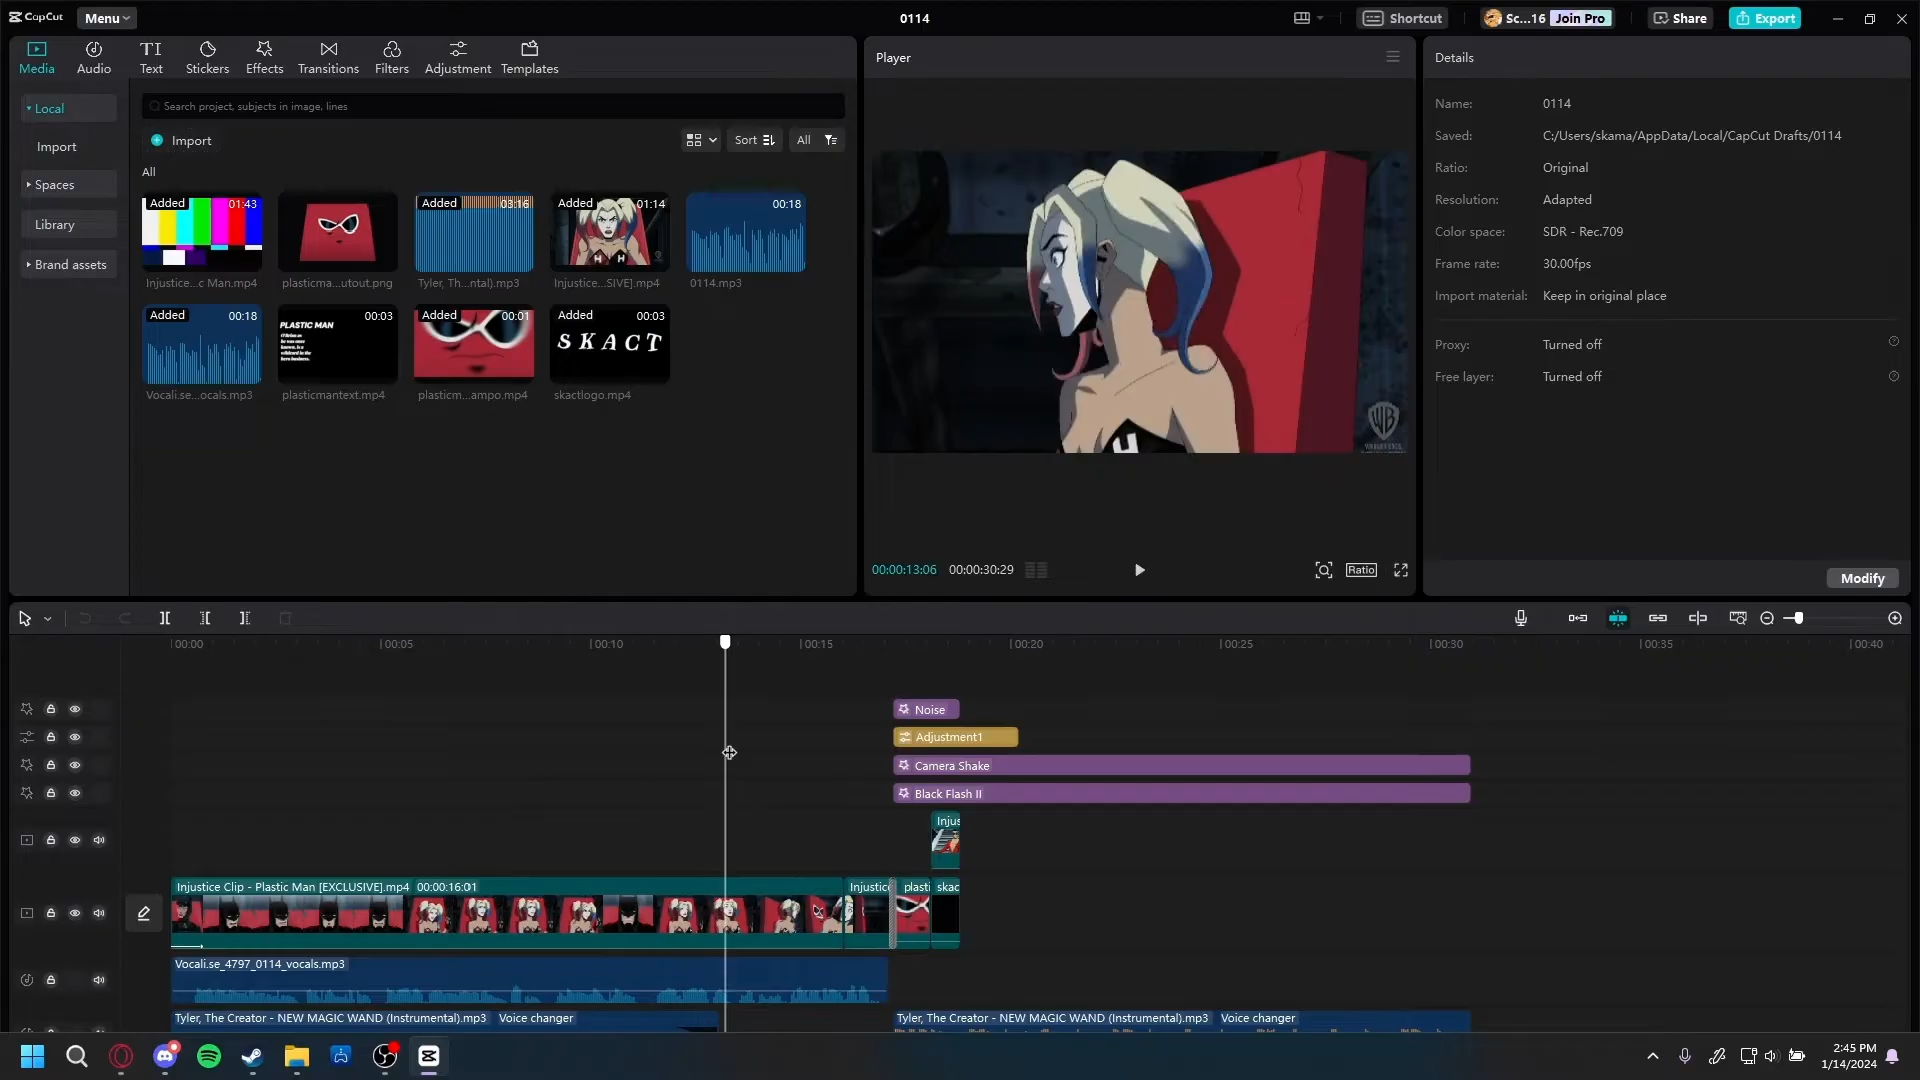 CapCut
Menu
0114
Shortcut
Sc...16
Join Pro
Share
Export
Media
Audio
TI
Text
Stickers
Effects
Transitions
Filters
Adjustment
Templates
Player
Details
Local
Import
Spaces
Library
Brand assets
Search project, subjects in image, lines
Import
Sort
All
All
Added 01:43
Added 03:16
Added 01:14
00:18
Injustice...c Man.mp4
plasticma...utout.png
Tyler, Th...ntal).mp3
Injustice...SIVE].mp4
0114.mp3
Added 00:18
PLASTIC MAN
00:03
Added 00:01
Added 00:03
SKACT
Vocali.se...ocals.mp3
plasticmantext.mp4
plasticm...ampo.mp4
skactlogo.mp4
H H
H
WB
00:00:13:06
00:00:30:29
Ratio
Name: 0114
Saved: C:/Users/skama/AppData/Local/CapCut Drafts/0114
Ratio: Original
Resolution: Adapted
Color space: SDR - Rec.709
Frame rate: 30.00fps
Import material: Keep in original place
Proxy: Turned off
Free layer: Turned off
Modify
00:00
00:05
00:10
00:15
00:20
00:25
00:30
00:35
00:40
Noise
Adjustment1
Camera Shake
Black Flash II
Injus
Injustice Clip - Plastic Man [EXCLUSIVE].mp4 00:00:16:01
Injustice
plasti
skac
Vocali.se_4797_0114_vocals.mp3
Tyler, The Creator - NEW MAGIC WAND (Instrumental).mp3 Voice changer
Tyler, The Creator - NEW MAGIC WAND (Instrumental).mp3 Voice changer
2:45 PM
1/14/2024